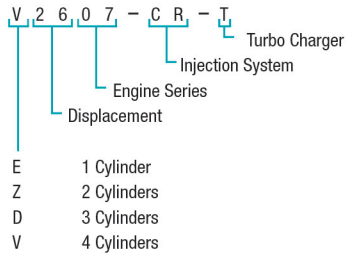 V 2 6 0 7 – C R – T
Turbo Charger
Injection System
Engine Series
Displacement
E 1 Cylinder
Z 2 Cylinders
D 3 Cylinders
V 4 Cylinders